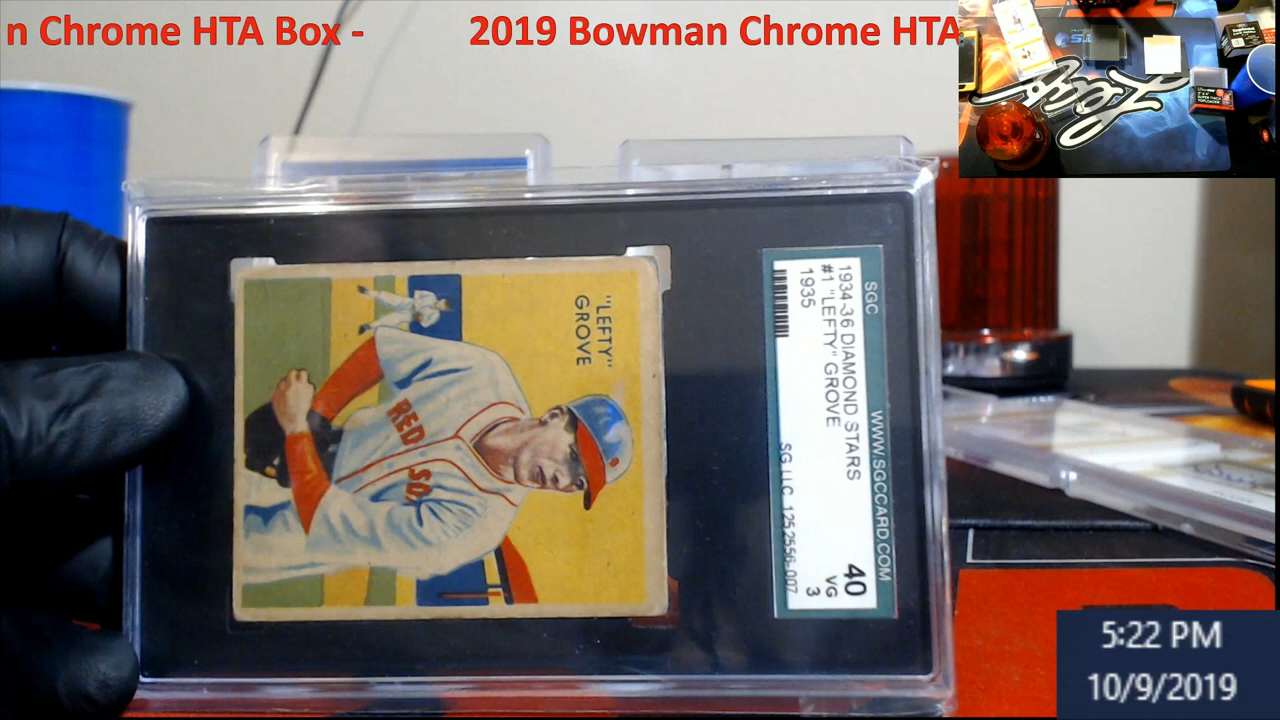 n Chrome HTA Box -
2019 Bowman Chrome HTA
"LEFTY"
GROVE
RED SO
SGC
WWW.SGCCARD.COM
1934-36 DIAMOND STARS
#1 "LEFTY" GROVE
1935
40
VG
3
SG LLC 1252556-007
5:22 PM
10/9/2019